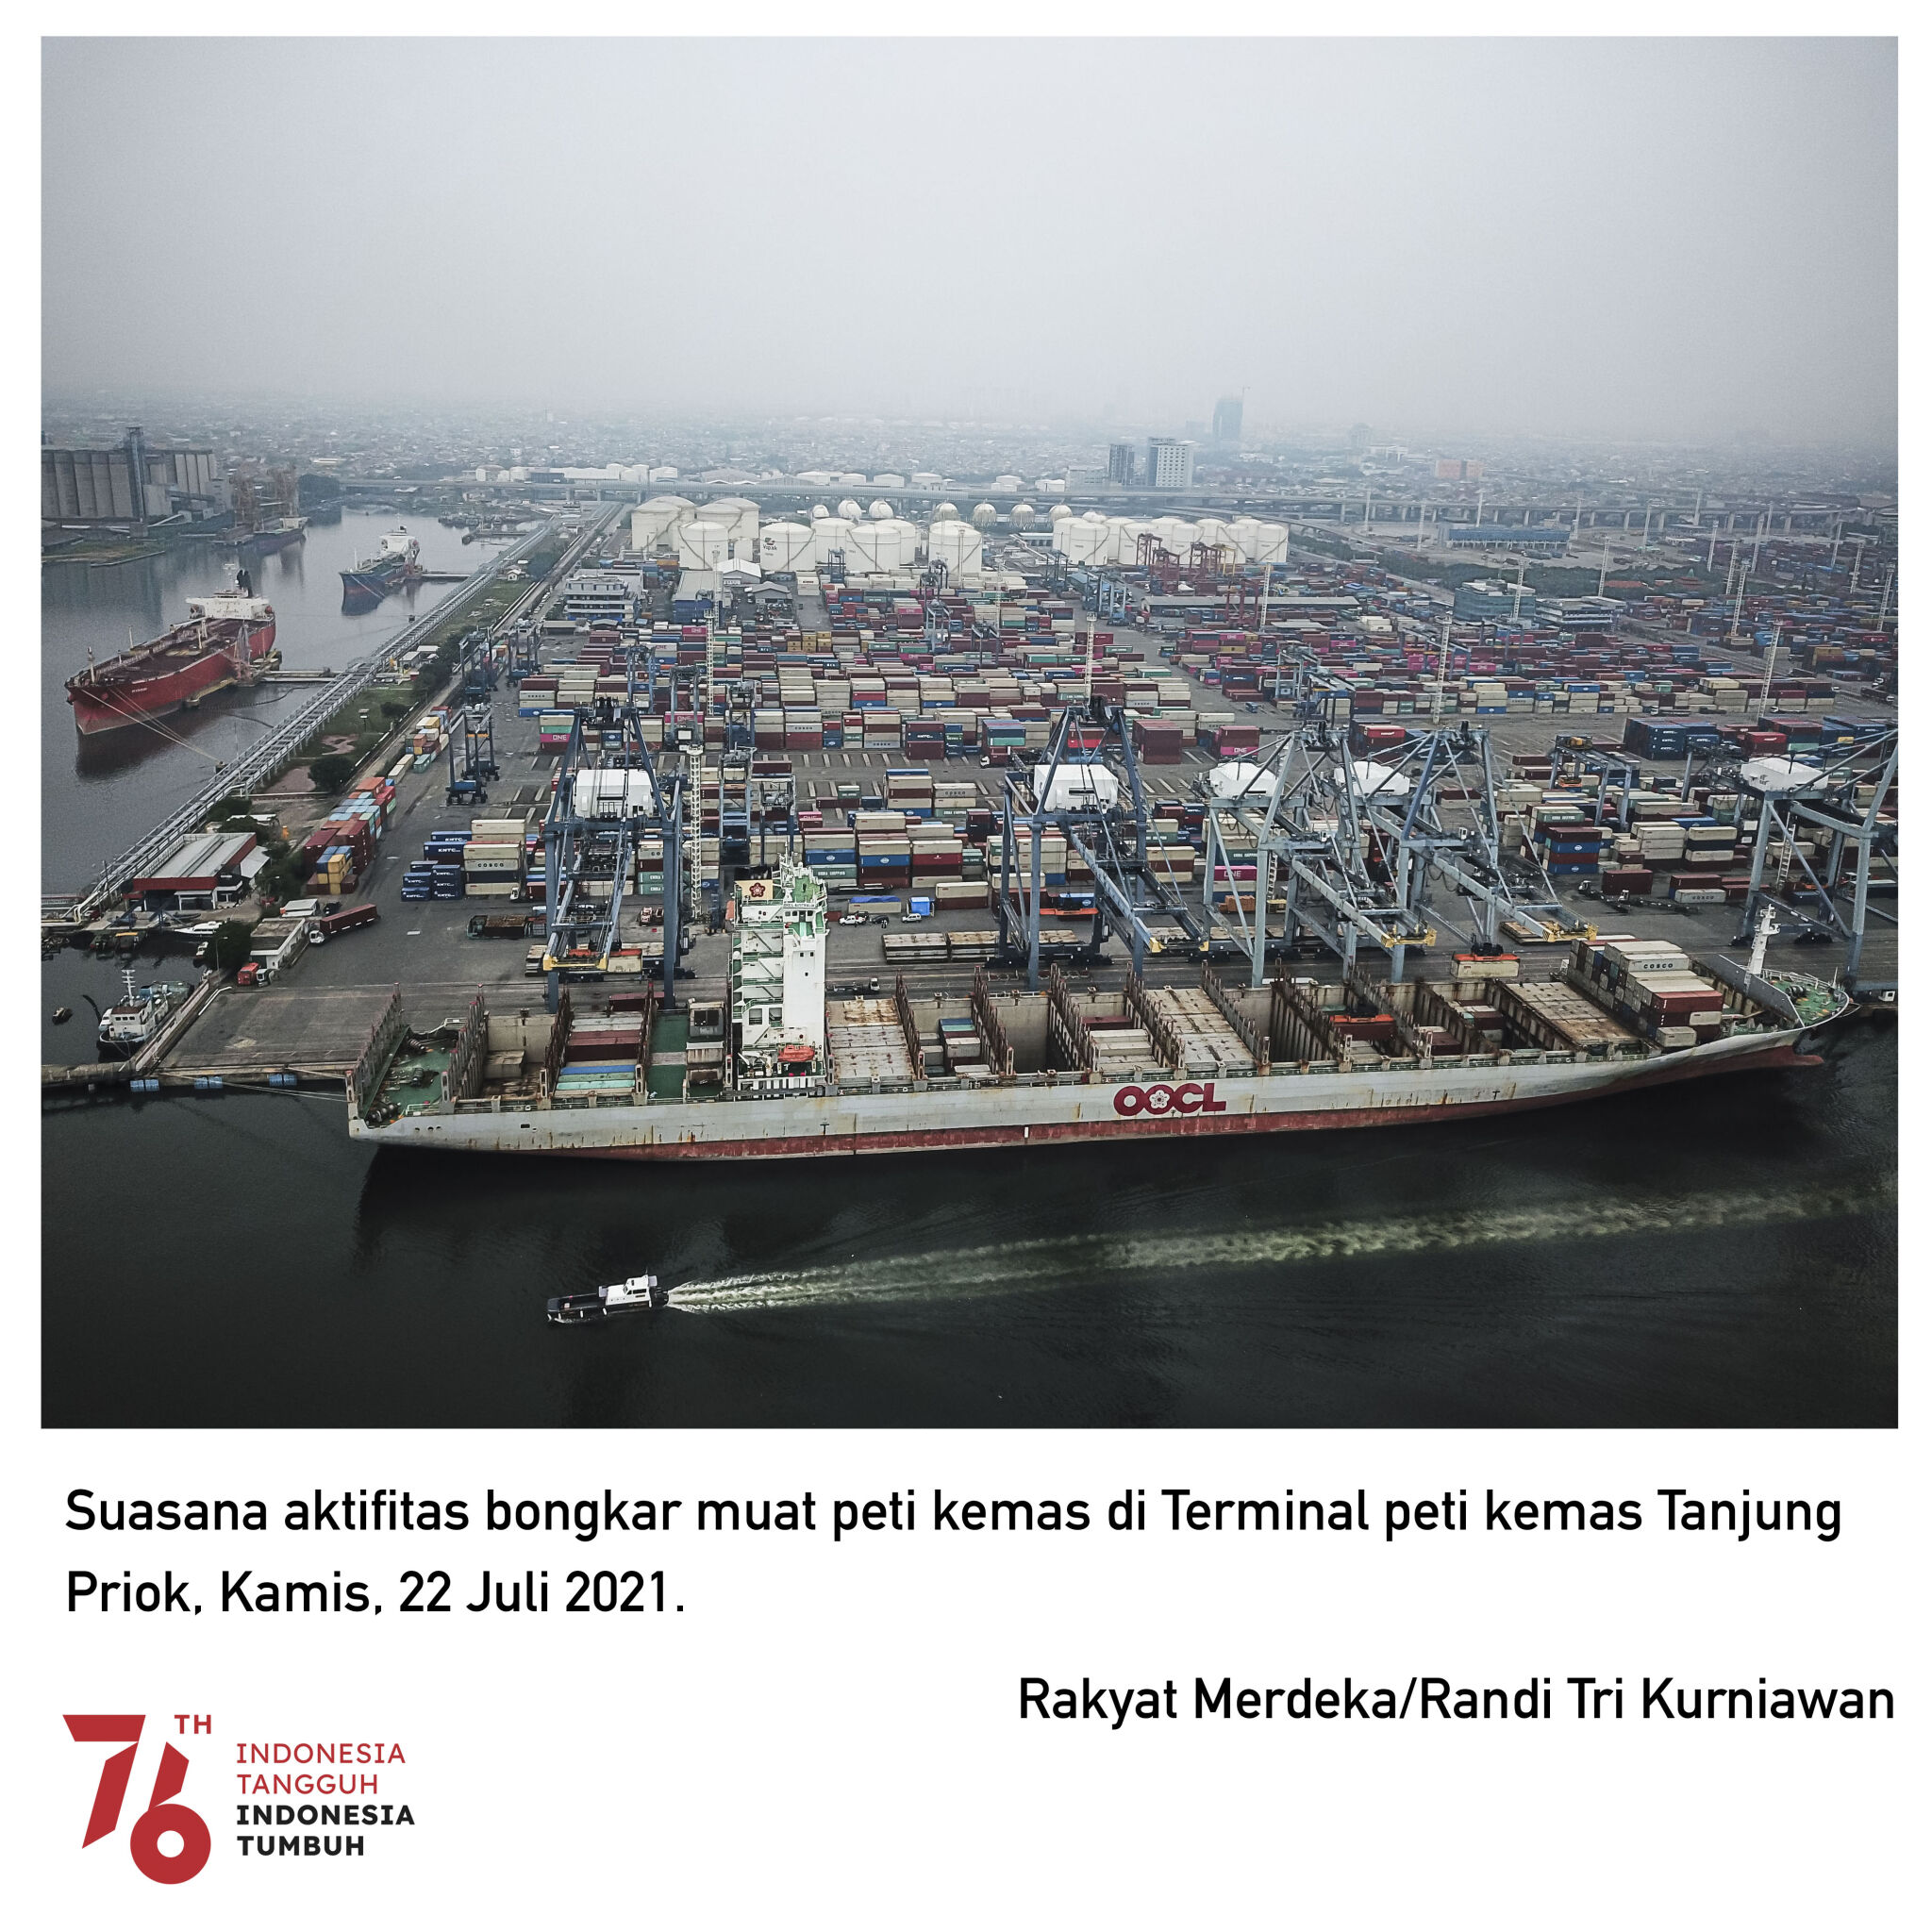 OOCL
COSCO
Suasana aktifitas bongkar muat peti kemas di Terminal peti kemas Tanjung
Priok, Kamis, 22 Juli 2021.
Rakyat Merdeka/Randi Tri Kurniawan
76 TH
INDONESIA
TANGGUH
INDONESIA
TUMBUH